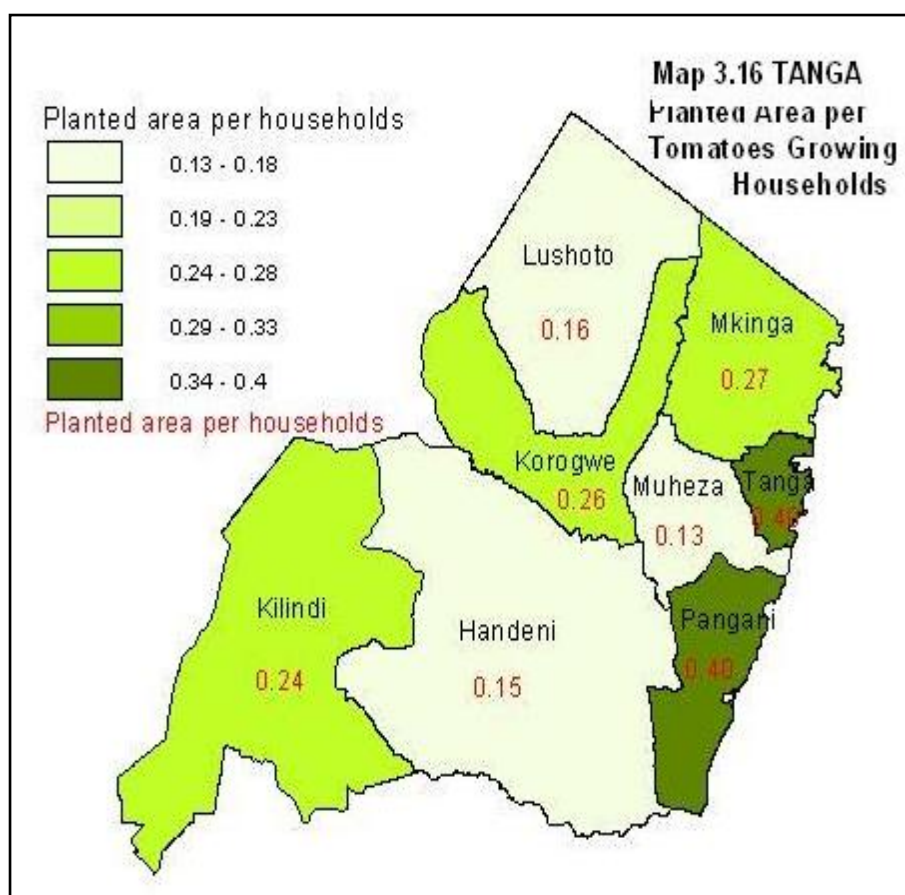 Map 3.16 TANGA
Planted Area per
Tomatoes Growing
Households
Planted area per households
0.13 - 0.18
0.19 - 0.23
0.24 - 0.28
0.29 - 0.33
0.34 - 0.4
Planted area per households
Lushoto
0.16
Mkinga
0.27
Korogwe
0.26
Muheza
0.13
Tanga
Kilindi
0.24
Handeni
0.15
Pangani
0.40